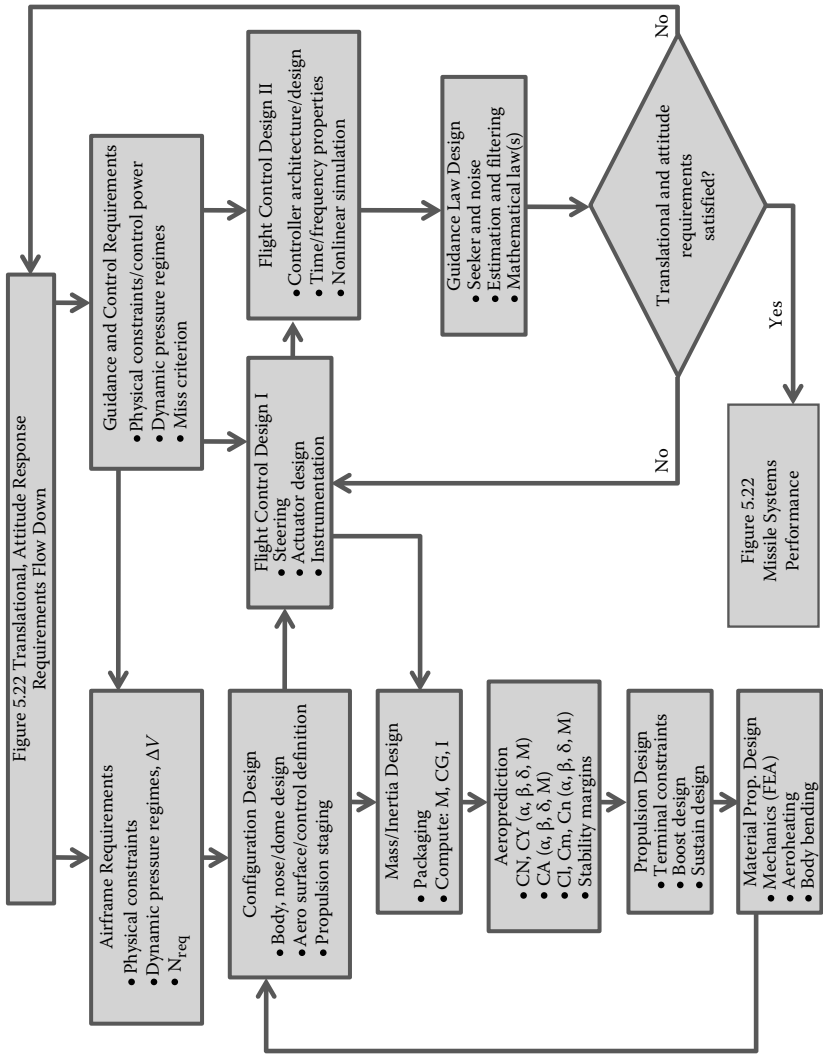 Figure 5.22 Translational, Attitude Response
Requirements Flow Down
Airframe Requirements
• Physical constraints
• Dynamic pressure regimes, ΔV
• Nreq
Guidance and Control Requirements
• Physical constraints/control power
• Dynamic pressure regimes
• Miss criterion
Configuration Design
• Body, nose/dome design
• Aero surface/control definition
• Propulsion staging
Flight Control Design I
• Steering
• Actuator design
• Instrumentation
Flight Control Design II
• Controller architecture/design
• Time/frequency properties
• Nonlinear simulation
Mass/Inertia Design
• Packaging
• Compute: M, CG, I
Guidance Law Design
• Seeker and noise
• Estimation and filtering
• Mathematical law(s)
Aeroprediction
• CN, CY (α, β, δ, M)
• CA (α, β, δ, M)
• Cl, Cm, Cn (α, β, δ, M)
• Stability margins
Propulsion Design
• Terminal constraints
• Boost design
• Sustain design
Material Prop. Design
• Mechanics (FEA)
• Aeroheating
• Body bending
Translational and attitude
requirements
satisfied?
No
No
Yes
Figure 5.22
Missile Systems
Performance